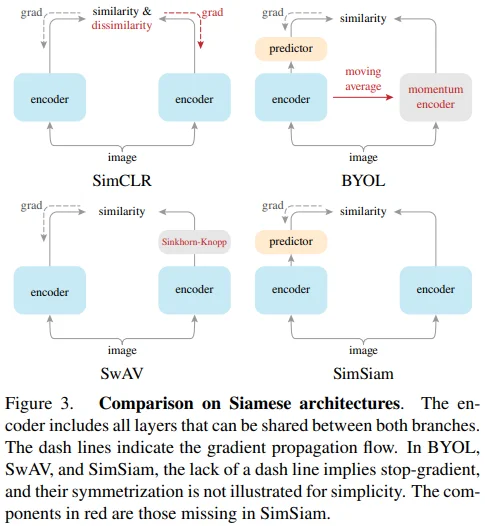 grad
similarity &
dissimilarity
grad
encoder
encoder
image
SimCLR
grad
similarity
predictor
encoder
moving
average
momentum
encoder
image
BYOL
grad
similarity
Sinkhorn-Knopp
encoder
encoder
image
SwAV
grad
similarity
predictor
encoder
encoder
image
SimSiam
Figure 3. Comparison on Siamese architectures. The en-
coder includes all layers that can be shared between both branches.
The dash lines indicate the gradient propagation flow. In BYOL,
SwAV, and SimSiam, the lack of a dash line implies stop-gradient,
and their symmetrization is not illustrated for simplicity. The com-
ponents in red are those missing in SimSiam.